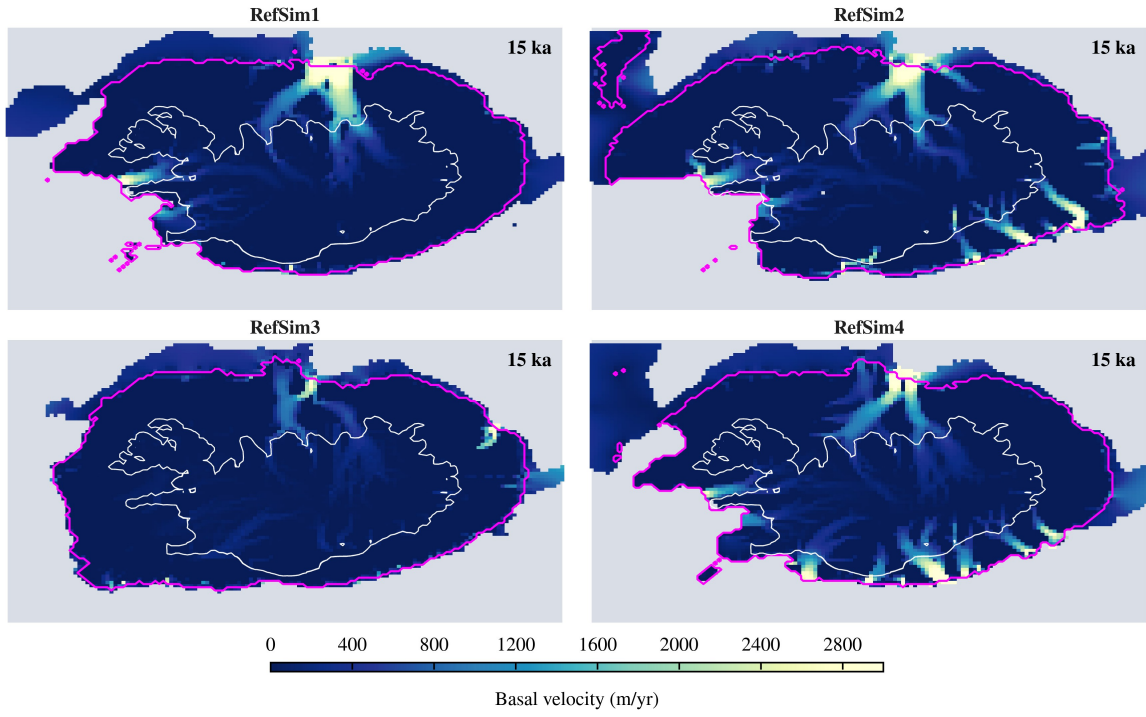 RefSim1
15 ka
RefSim2
15 ka
RefSim3
15 ka
RefSim4
15 ka
0 400 800 1200 1600 2000 2400 2800
Basal velocity (m/yr)